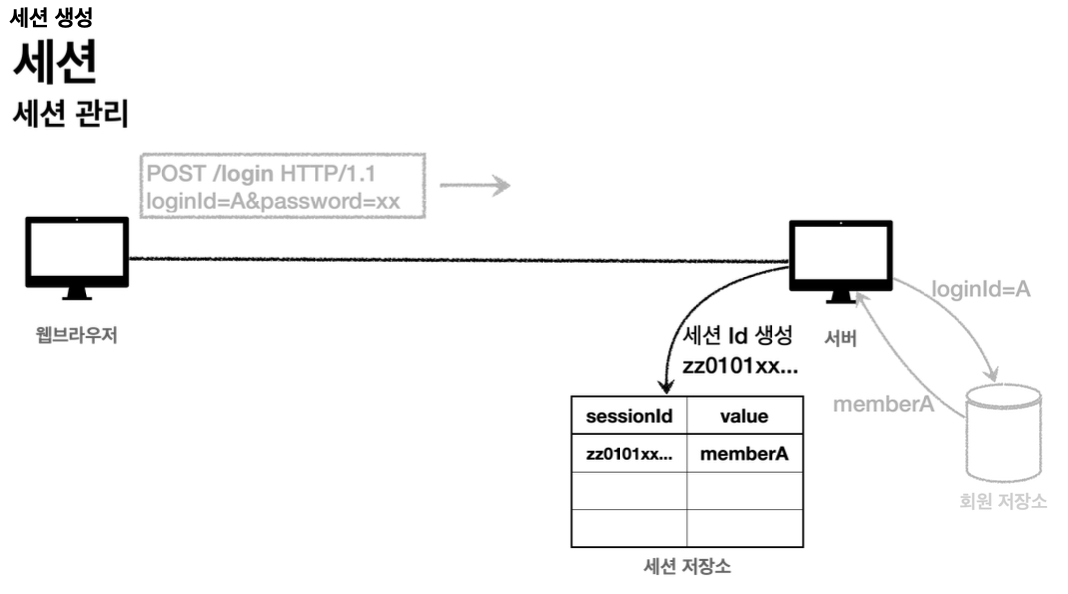 세션 생성
세션
세션 관리
POST /login HTTP/1.1
loginId=A&password=xx
웹브라우저
서버
loginId=A
세션 Id 생성
zz0101xx...
memberA
sessionId value
zz0101xx... memberA
회원 저장소
세션 저장소